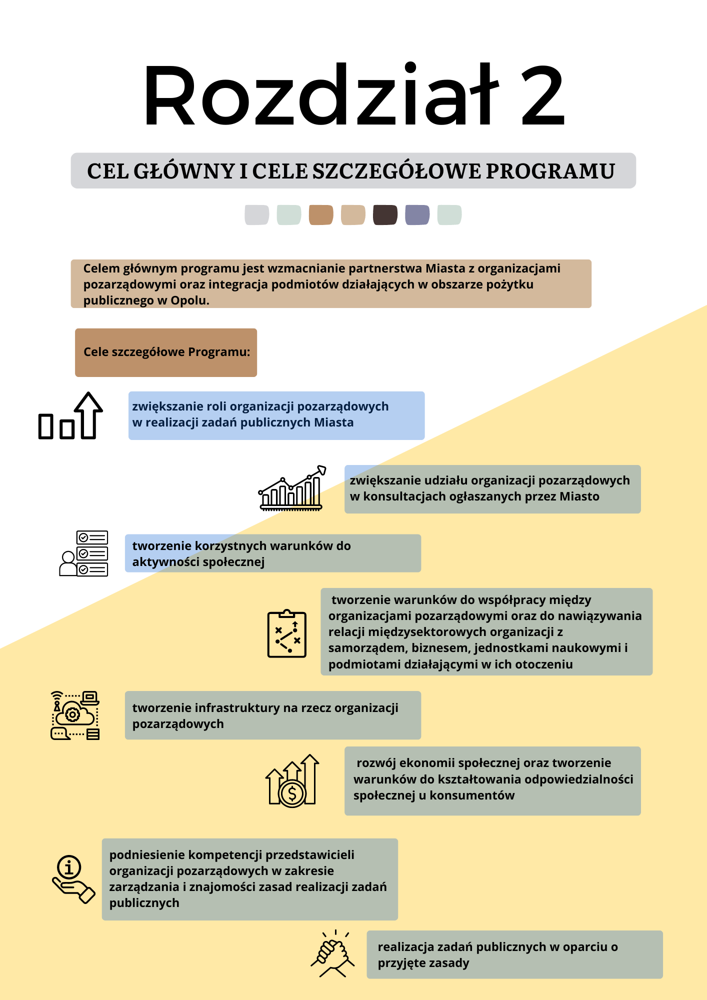 Rozdział 2
CEL GŁÓWNY I CELE SZCZEGÓŁOWE PROGRAMU
Celem głównym programu jest wzmacnianie partnerstwa Miasta z organizacjami
pozarządowymi oraz integracja podmiotów działających w obszarze pożytku
publicznego w Opolu.
Cele szczegółowe Programu:
zwiększanie roli organizacji pozarządowych
w realizacji zadań publicznych Miasta
zwiększanie udziału organizacji pozarządowych
w konsultacjach ogłaszanych przez Miasto
tworzenie korzystnych warunków do
aktywności społecznej
tworzenie warunków do współpracy między
organizacjami pozarządowymi oraz do nawiązywania
relacji międzysektorowych organizacji z
samorządem, biznesem, jednostkami naukowymi i
podmiotami działającymi w ich otoczeniu
tworzenie infrastruktury na rzecz organizacji
pozarządowych
rozwój ekonomii społecznej oraz tworzenie
warunków do kształtowania odpowiedzialności
społecznej u konsumentów
podniesienie kompetencji przedstawicieli
organizacji pozarządowych w zakresie
zarządzania i znajomości zasad realizacji zadań
publicznych
realizacja zadań publicznych w oparciu o
przyjęte zasady